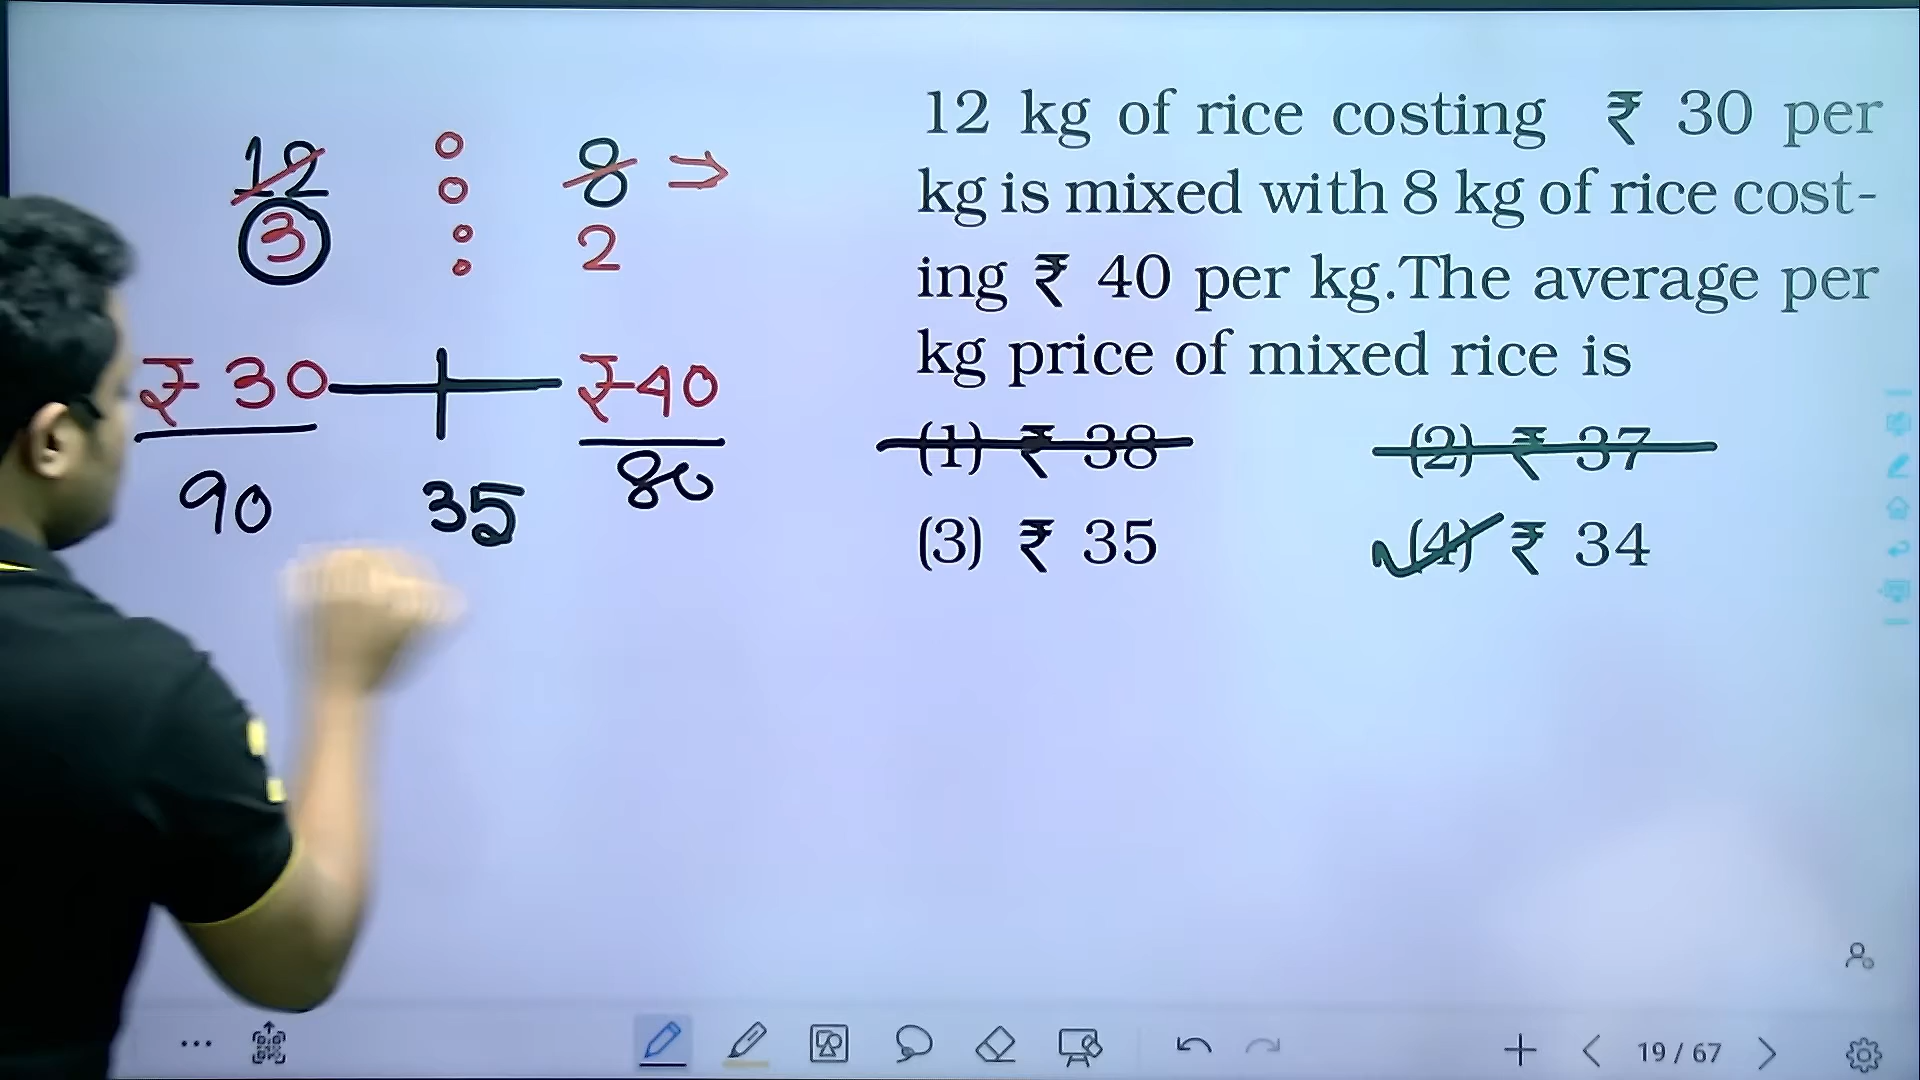 12 : 8 ⇒
3 : 2
₹ 30 ₹ 40
90 35 80
12 kg of rice costing ₹ 30 per
kg is mixed with 8 kg of rice cost-
ing ₹ 40 per kg.The average per
kg price of mixed rice is
(1) ₹ 38 (2) ₹ 37
(3) ₹ 35 (4) ₹ 34
19 / 67